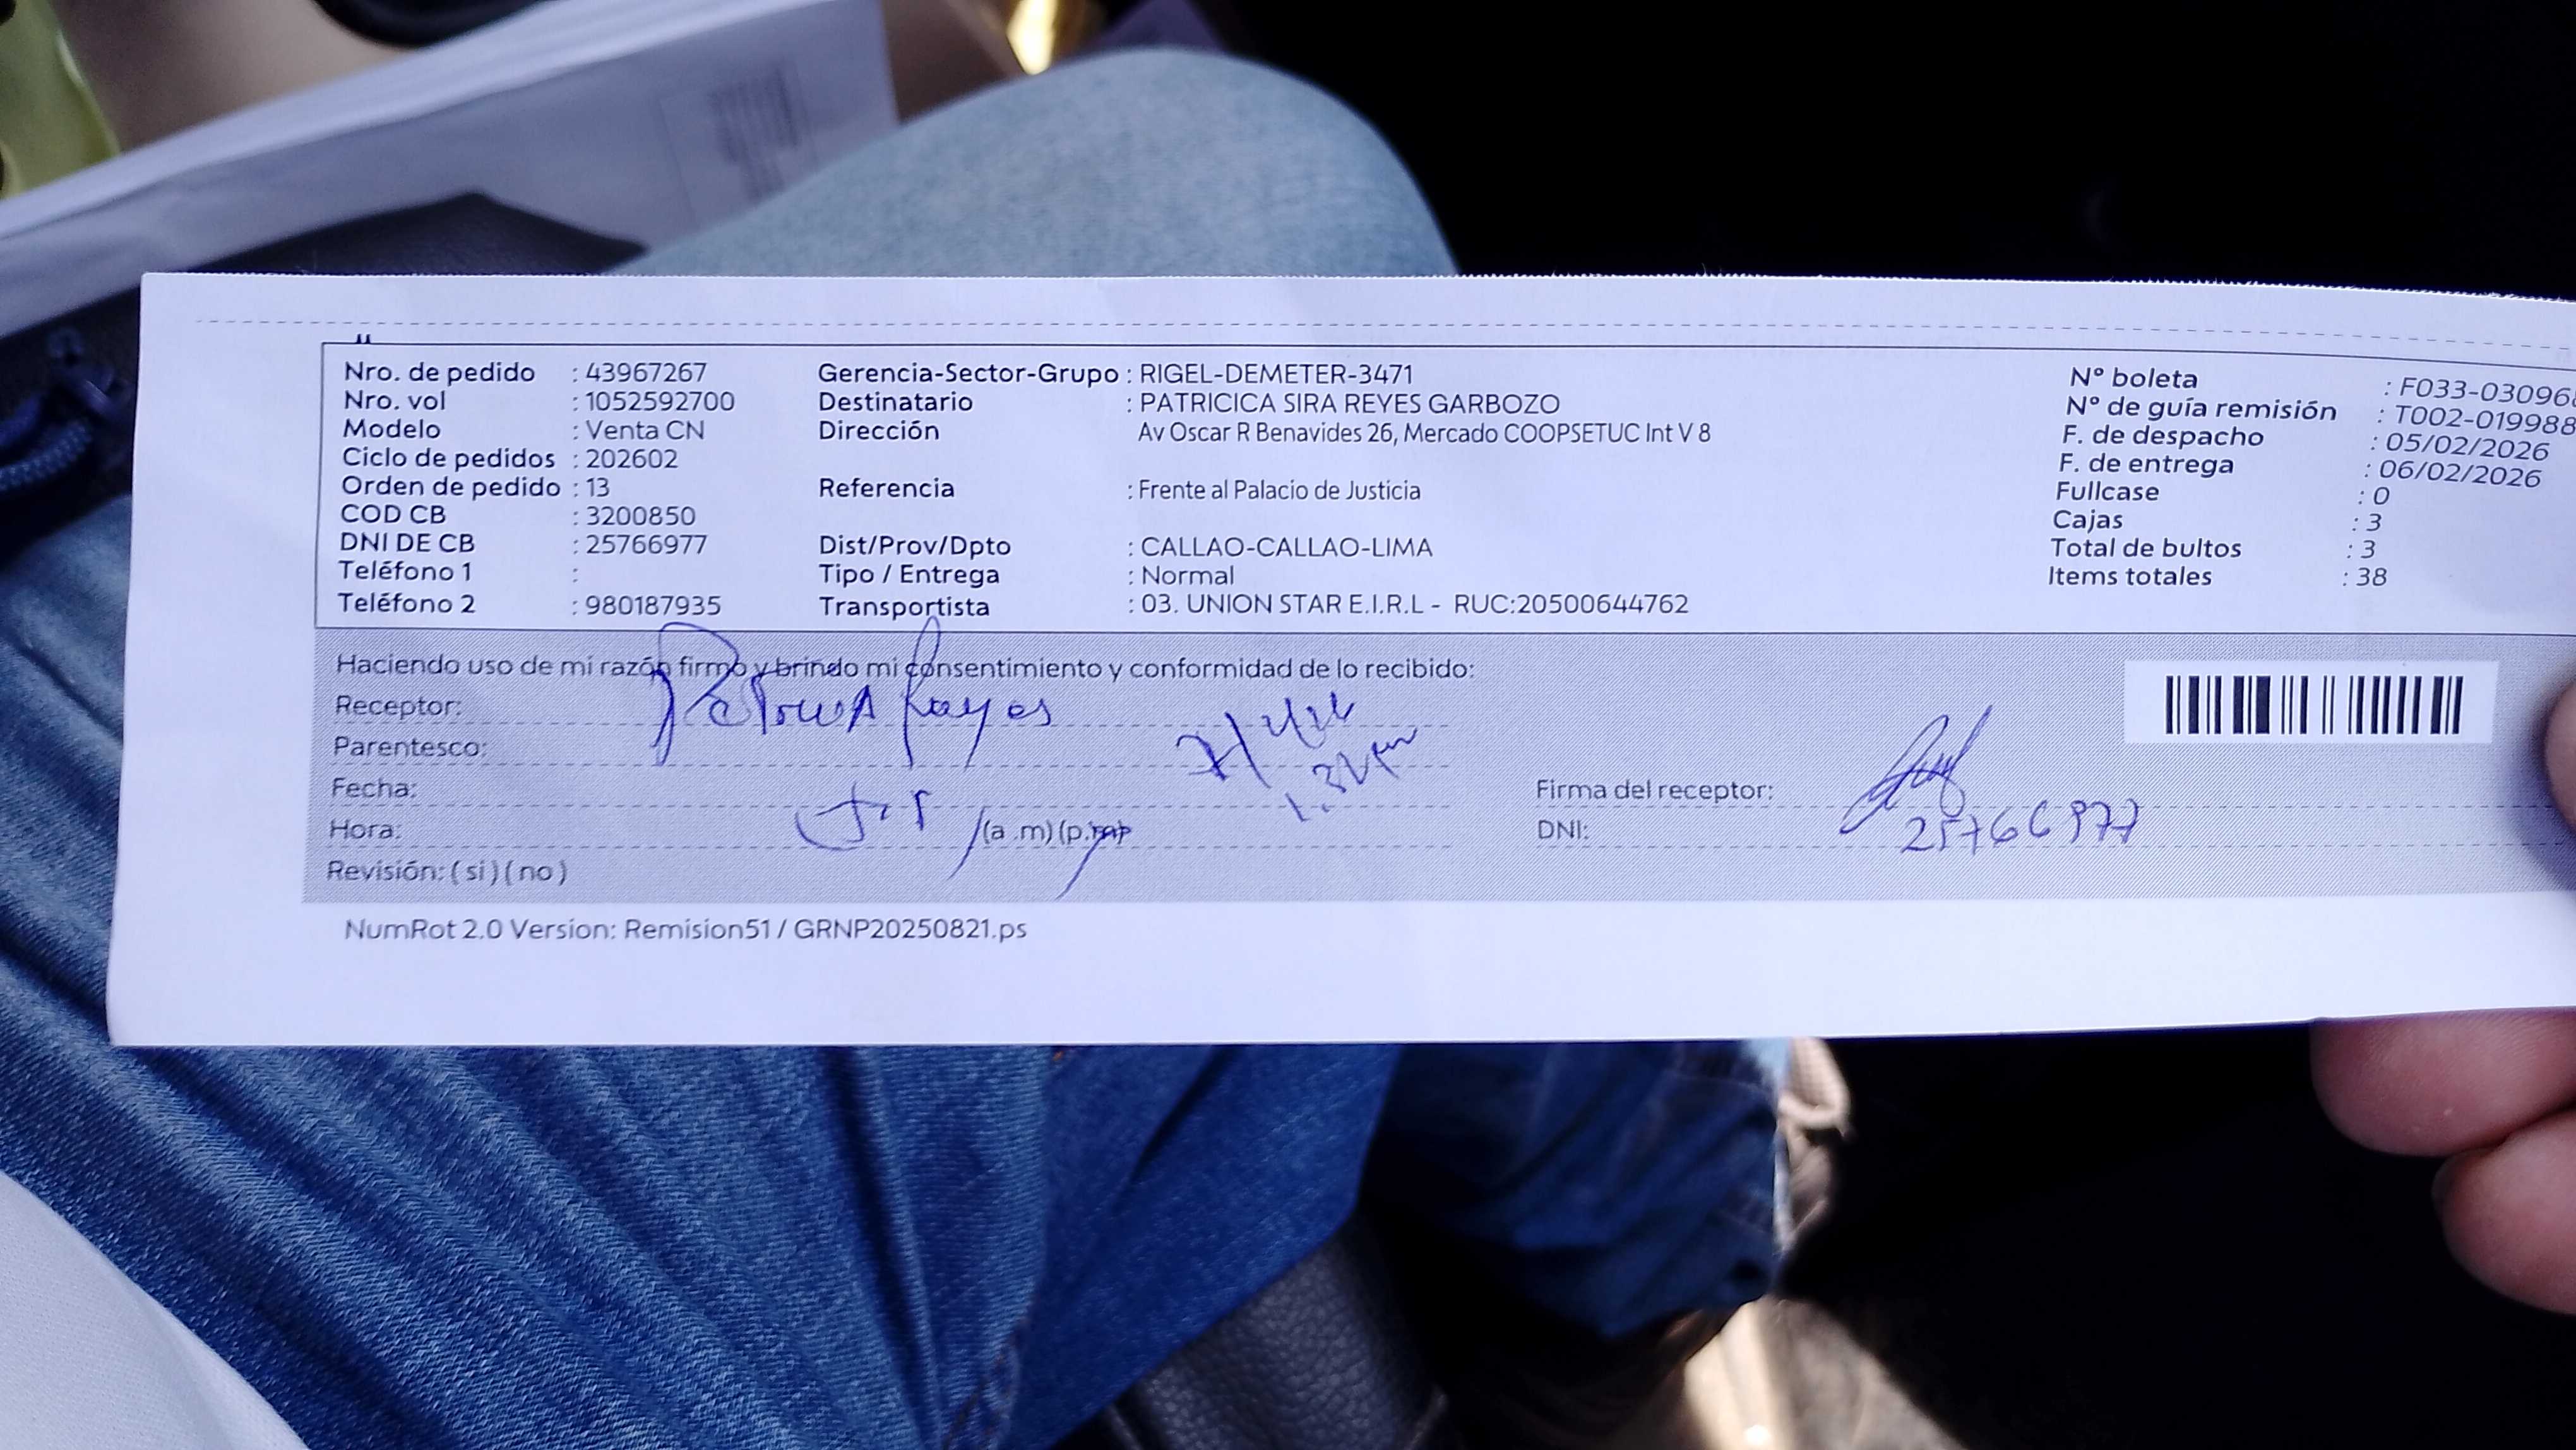 Nro. de pedido : 43967267
Nro. vol : 1052592700
Modelo : Venta CN
Ciclo de pedidos : 202602
Orden de pedido : 13
COD CB : 3200850
DNI DE CB : 25766977
Teléfono 1 :
Teléfono 2 : 980187935
Gerencia-Sector-Grupo : RIGEL-DEMETER-3471
Destinatario : PATRICICA SIRA REYES GARBOZO
Dirección Av Oscar R Benavides 26, Mercado COOPSETUC Int V 8
Referencia : Frente al Palacio de Justicia
Dist/Prov/Dpto : CALLAO-CALLAO-LIMA
Tipo / Entrega : Normal
Transportista : 03. UNION STAR E.I.R.L - RUC:20500644762
N° boleta : F033-03096
N° de guía remisión : T002-019988
F. de despacho : 05/02/2026
F. de entrega : 06/02/2026
Fullcase : 0
Cajas : 3
Total de bultos : 3
Items totales : 38
Haciendo uso de mi razón firmo y brindo mi consentimiento y conformidad de lo recibido:
Receptor: Reyes
Parentesco:
Fecha:
Hora: (a .m) (p.m)
Revisión: ( si ) ( no )
Firma del receptor:
DNI: 25766977
NumRot 2.0 Version: Remision51 / GRNP20250821.ps